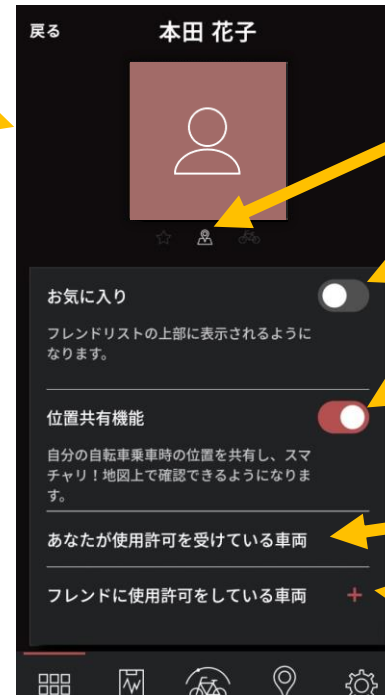 戻る 本田 花子
お気に入り
フレンドリストの上部に表示されるように
なります。
位置共有機能
自分の自転車乗車時の位置を共有し、スマ
チャリ！地図上で確認できるようになりま
す。
あなたが使用許可を受けている車両
フレンドに使用許可をしている車両 +